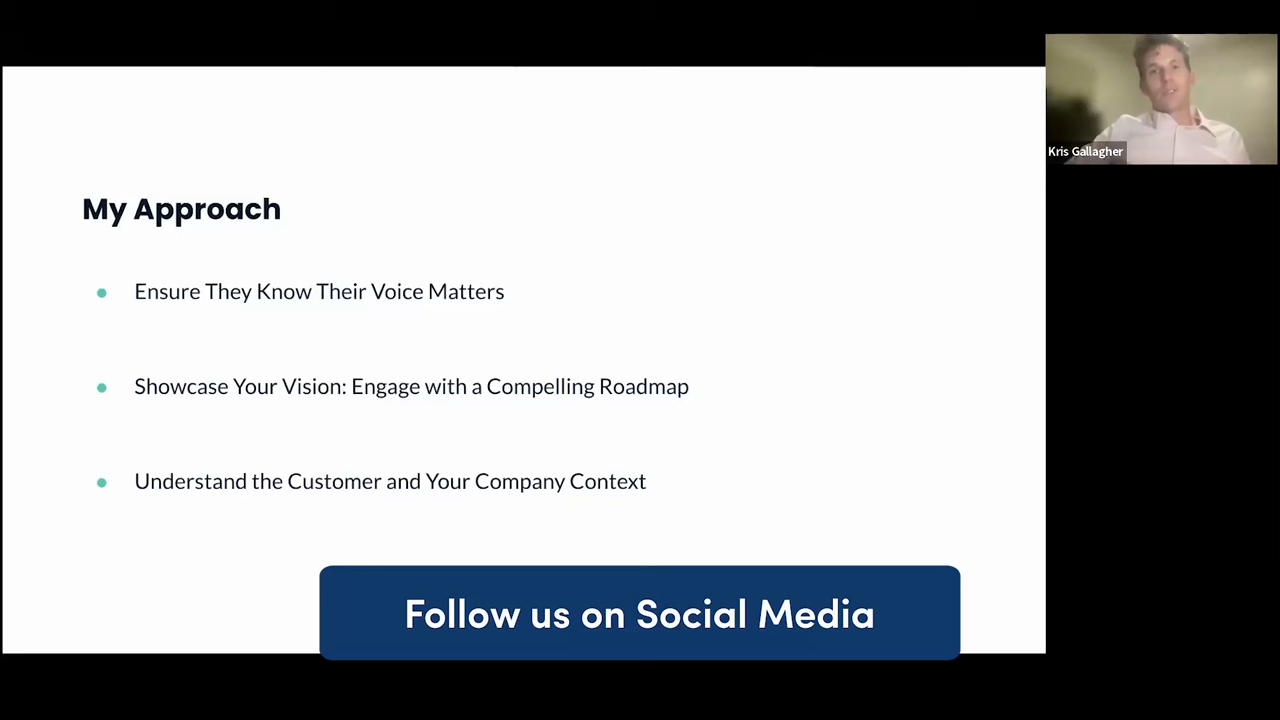 Kris Gallagher
My Approach
Ensure They Know Their Voice Matters
Showcase Your Vision: Engage with a Compelling Roadmap
Understand the Customer and Your Company Context
Follow us on Social Media